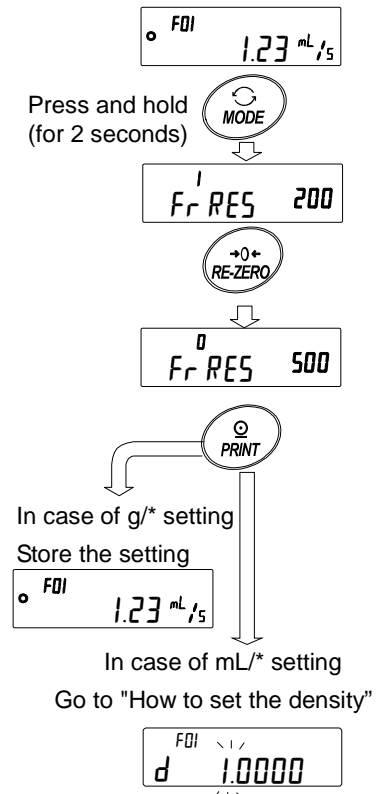 F01
1.23 mL/s
Press and hold
(for 2 seconds)
MODE
1
Fr RES 200
→0←
RE-ZERO
0
Fr RES 500
PRINT
In case of g/* setting
Store the setting
F01
1.23 mL/s
In case of mL/* setting
Go to "How to set the density”
F01
d 1.0000